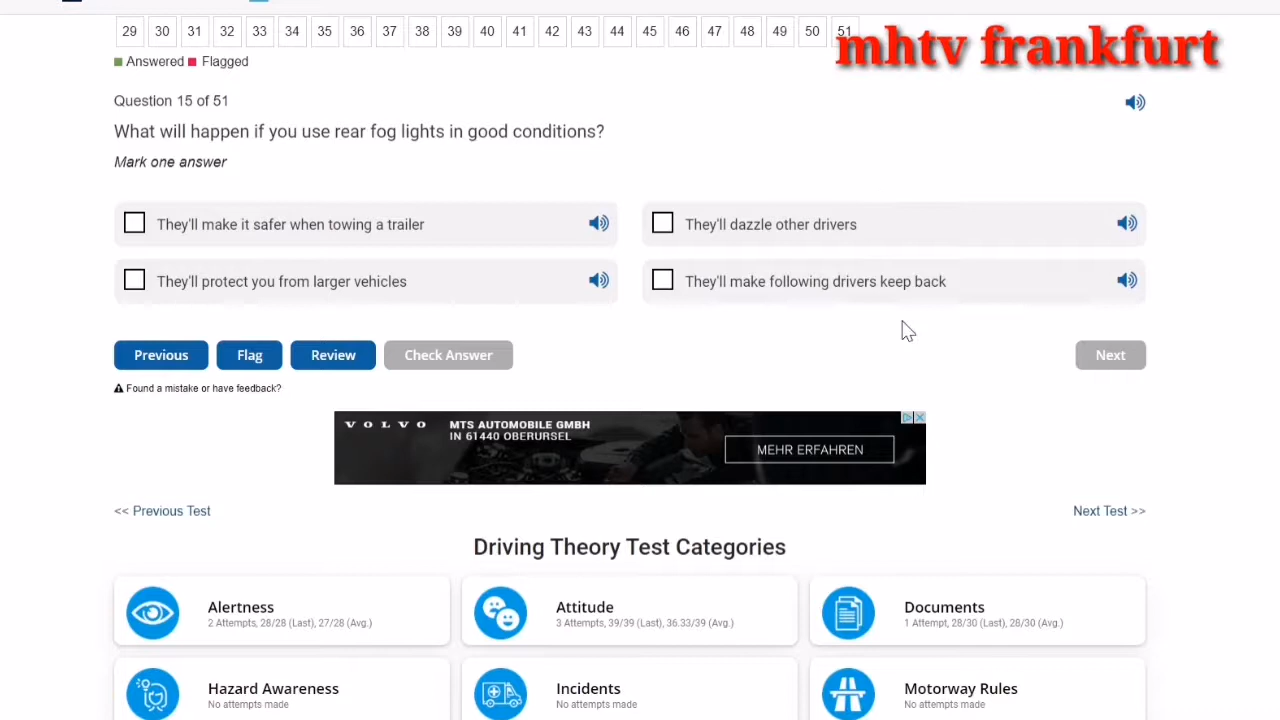 29 30 31 32 33 34 35 36 37 38 39 40 41 42 43 44 45 46 47 48 49 50 51
mhtv frankfurt
Answered Flagged
Question 15 of 51
What will happen if you use rear fog lights in good conditions?
Mark one answer
They'll make it safer when towing a trailer
They'll dazzle other drivers
They'll protect you from larger vehicles
They'll make following drivers keep back
Previous Flag Review Check Answer Next
Found a mistake or have feedback?
VOLVO
MTS AUTOMOBILE GMBH
IN 61440 OBERURSEL
MEHR ERFAHREN
<< Previous Test
Next Test >>
Driving Theory Test Categories
Alertness
2 Attempts, 28/28 (Last), 27/28 (Avg.)
Attitude
3 Attempts, 39/39 (Last), 36.33/39 (Avg.)
Documents
1 Attempt, 28/30 (Last), 28/30 (Avg.)
Hazard Awareness
No attempts made
Incidents
No attempts made
Motorway Rules
No attempts made